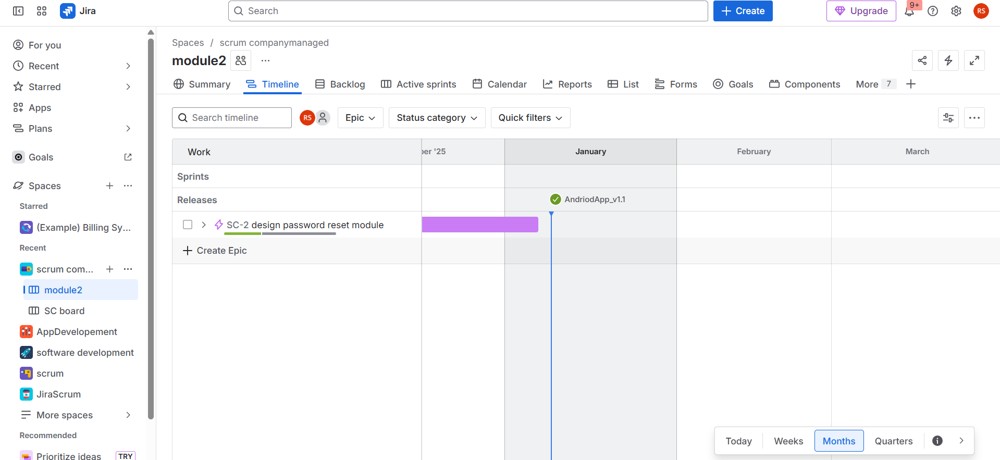 Jira
Search
Create
Upgrade
9+
RS
For you
Recent
Starred
Apps
Plans
Goals
Spaces
Starred
(Example) Billing Sy...
Recent
scrum com...
module2
SC board
AppDevelopement
software development
scrum
JiraScrum
More spaces
Recommended
Prioritize ideas TRY
Spaces / scrum companymanaged
module2
Summary Timeline Backlog Active sprints Calendar Reports List Forms Goals Components More 7
Search timeline RS Epic Status category Quick filters
Work '25 January February March
Sprints
Releases AndriodApp_v1.1
SC-2 design password reset module
Create Epic
Today Weeks Months Quarters